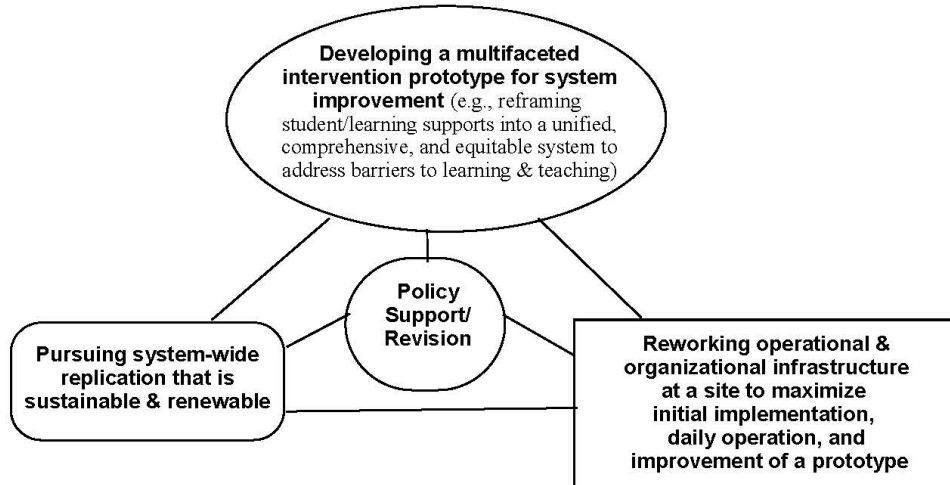 Developing a multifaceted
intervention prototype for system
improvement (e.g., reframing
student/learning supports into a unified,
comprehensive, and equitable system to
address barriers to learning & teaching)
Policy
Support/
Revision
Pursuing system-wide
replication that is
sustainable & renewable
Reworking operational &
organizational infrastructure
at a site to maximize
initial implementation,
daily operation, and
improvement of a prototype